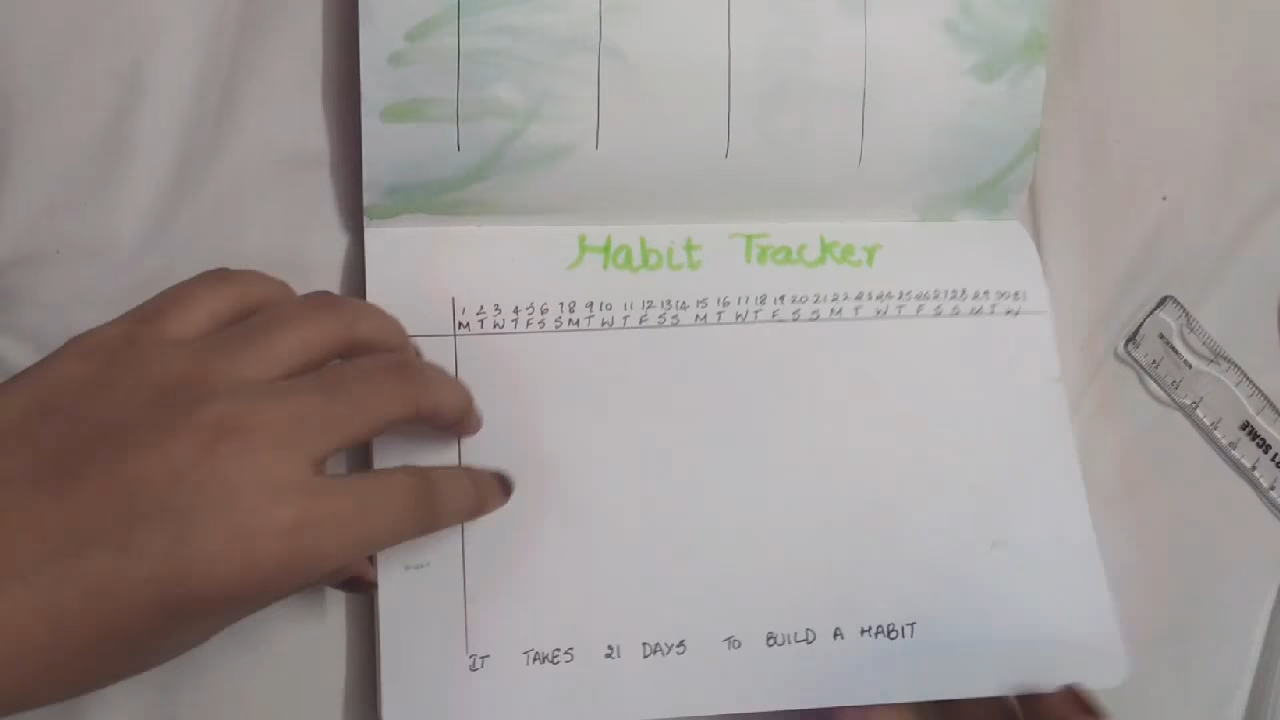 Habit Tracker
1 2 3 4 5 6 7 8 9 10 11 12 13 14 15 16 17 18 19 20 21 22 23 24 25 26 27 28 29 30 31
M T W T F S S M T W T F S S M T W T F S S M T W T F S S M T W
IT TAKES 21 DAYS TO BUILD A HABIT
SCALE